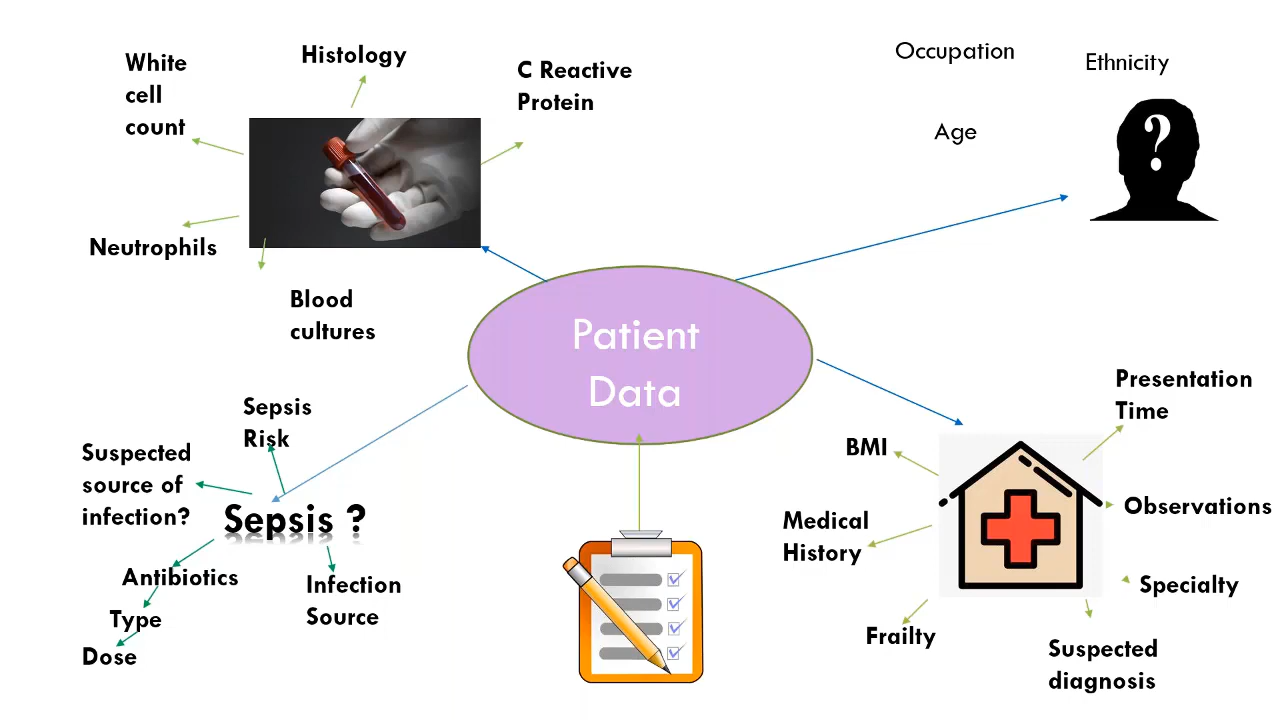 White
cell
count
Histology
C Reactive
Protein
Occupation
Ethnicity
Age
?
Neutrophils
Blood
cultures
Patient
Data
Sepsis
Risk
Suspected
source of
infection?
Sepsis ?
Antibiotics
Type
Dose
Infection
Source
Presentation
Time
BMI
Observations
Medical
History
Specialty
Frailty
Suspected
diagnosis